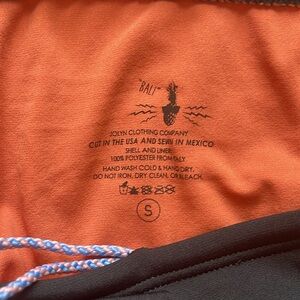 "BALI"
JOLYN CLOTHING COMPANY
CUT IN THE USA AND SEWN IN MEXICO
SHELL AND LINER:
100% POLYESTER FROM ITALY
HAND WASH COLD & HANG DRY,
DO NOT IRON, DRY CLEAN, OR BLEACH.
S